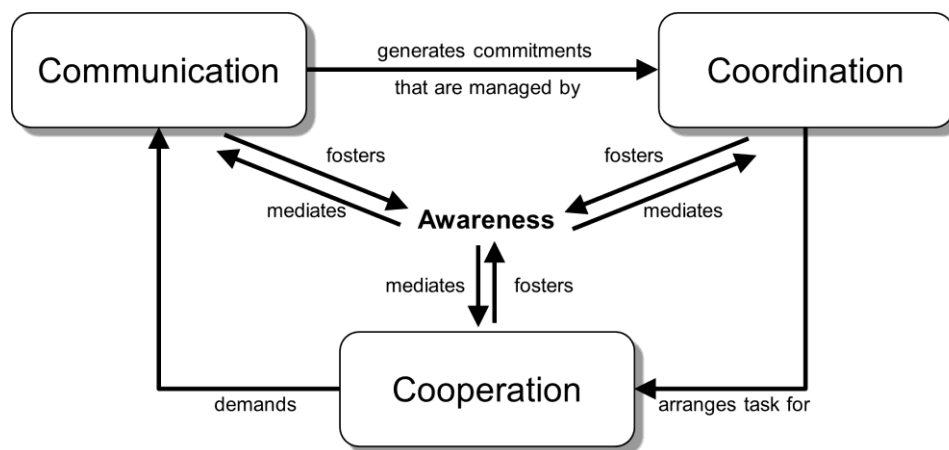 Communication
generates commitments
that are managed by
Coordination
fosters
mediates
fosters
mediates
Awareness
mediates
fosters
Cooperation
demands
arranges task for